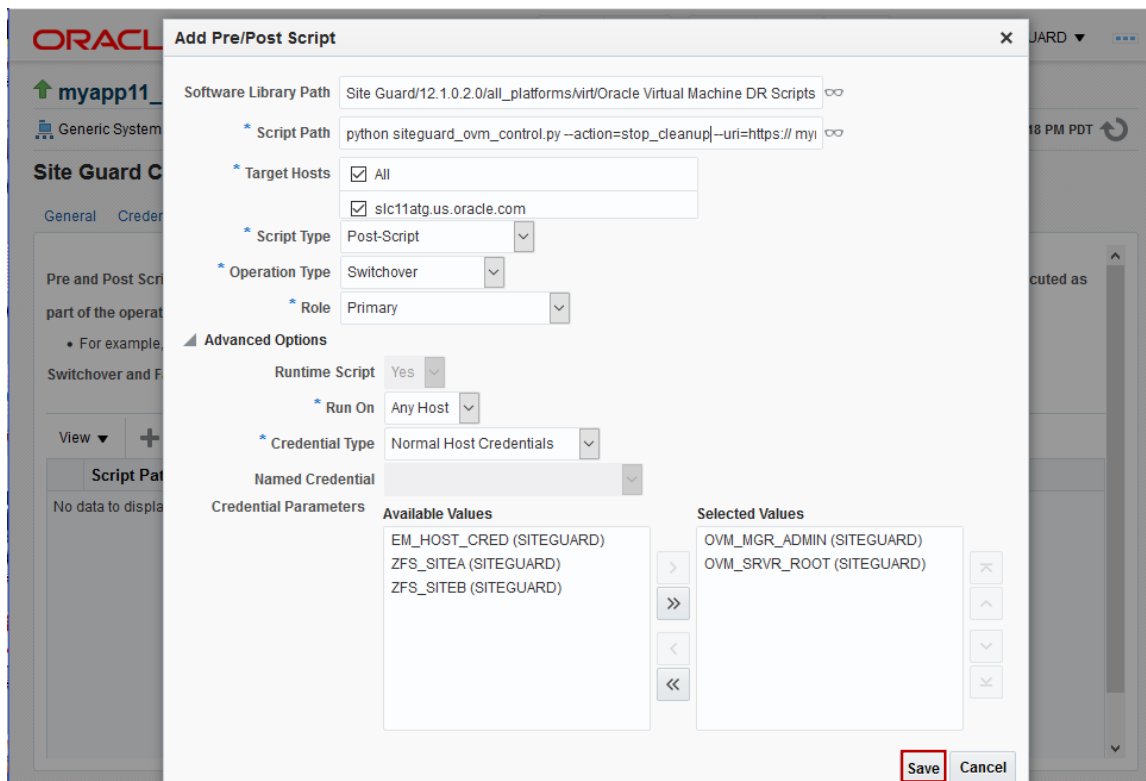 ORACL
Add Pre/Post Script
UARD
myapp11_
Generic System
18 PM PDT
Site Guard C
General Creden
Pre and Post Scri
cuted as
part of the operat
• For example,
Switchover and F
View
Script Pat
No data to displa
Software Library Path Site Guard/12.1.0.2.0/all_platforms/virt/Oracle Virtual Machine DR Scripts
* Script Path python siteguard_ovm_control.py --action=stop_cleanup --uri=https:// my
* Target Hosts All
slc11atg.us.oracle.com
* Script Type Post-Script
* Operation Type Switchover
* Role Primary
Advanced Options
Runtime Script Yes
* Run On Any Host
* Credential Type Normal Host Credentials
Named Credential
Credential Parameters
Available Values
EM_HOST_CRED (SITEGUARD)
ZFS_SITEA (SITEGUARD)
ZFS_SITEB (SITEGUARD)
Selected Values
OVM_MGR_ADMIN (SITEGUARD)
OVM_SRVR_ROOT (SITEGUARD)
Save Cancel